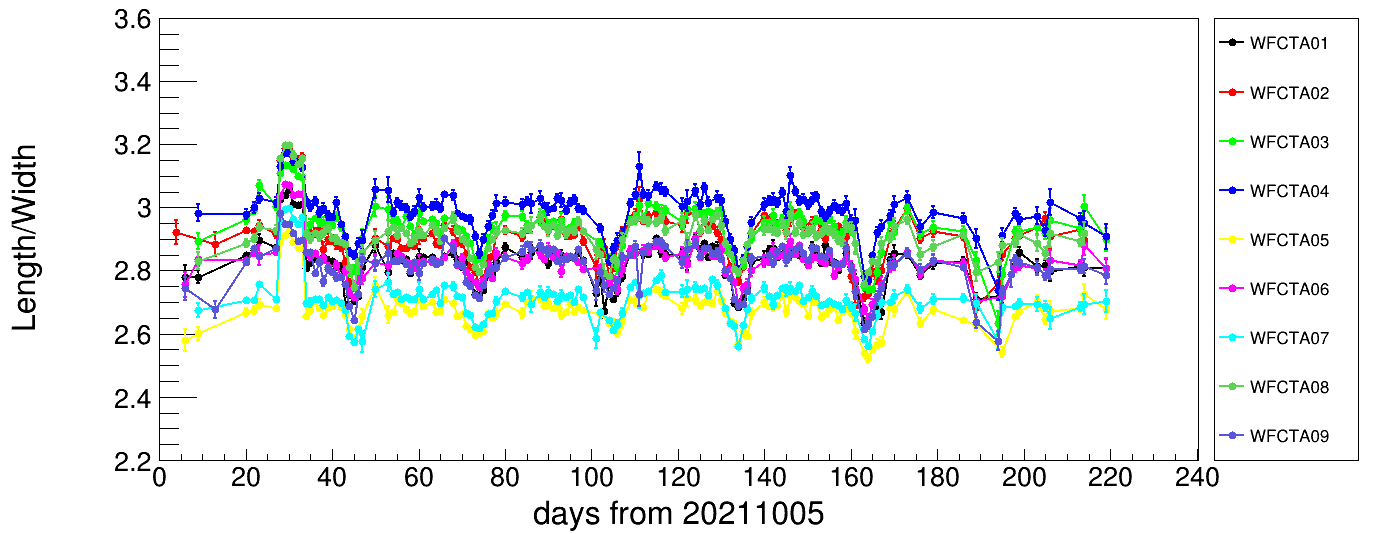 3.6
3.4
3.2
3
2.8
2.6
2.4
2.2
Length/Width
0 20 40 60 80 100 120 140 160 180 200 220 240
days from 20211005
WFCTA01
WFCTA02
WFCTA03
WFCTA04
WFCTA05
WFCTA06
WFCTA07
WFCTA08
WFCTA09